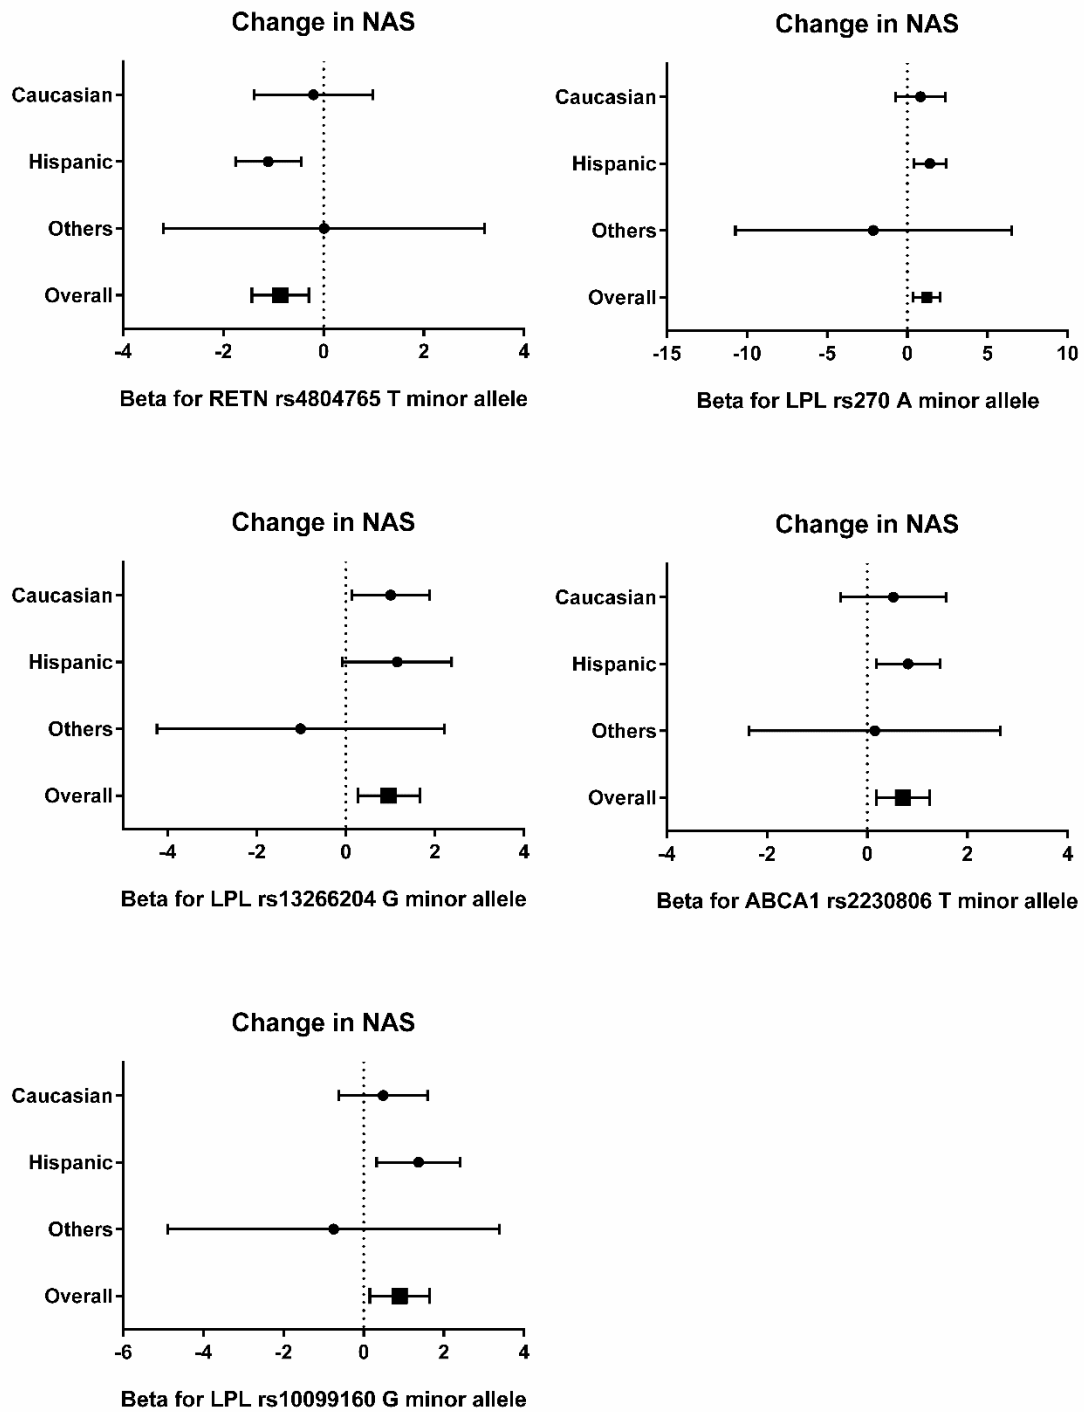 Change in NAS
Caucasian
Hispanic
Others
Overall
-4 -2 0 2 4
Beta for RETN rs4804765 T minor allele
Change in NAS
Caucasian
Hispanic
Others
Overall
-15 -10 -5 0 5 10
Beta for LPL rs270 A minor allele
Change in NAS
Caucasian
Hispanic
Others
Overall
-4 -2 0 2 4
Beta for LPL rs13266204 G minor allele
Change in NAS
Caucasian
Hispanic
Others
Overall
-4 -2 0 2 4
Beta for ABCA1 rs2230806 T minor allele
Change in NAS
Caucasian
Hispanic
Others
Overall
-6 -4 -2 0 2 4
Beta for LPL rs10099160 G minor allele